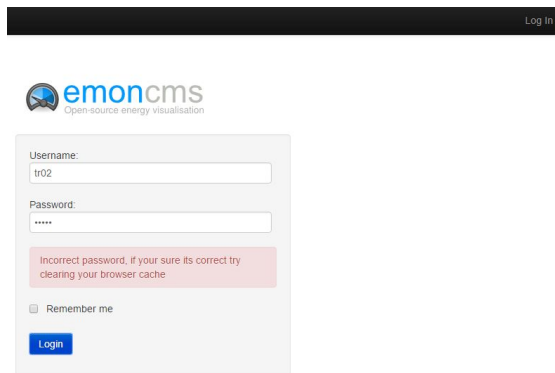 Log In
emoncms
Open-source energy visualisation
Username:
tr02
Password:
•••••
Incorrect password, if your sure its correct try
clearing your browser cache
Remember me
Login